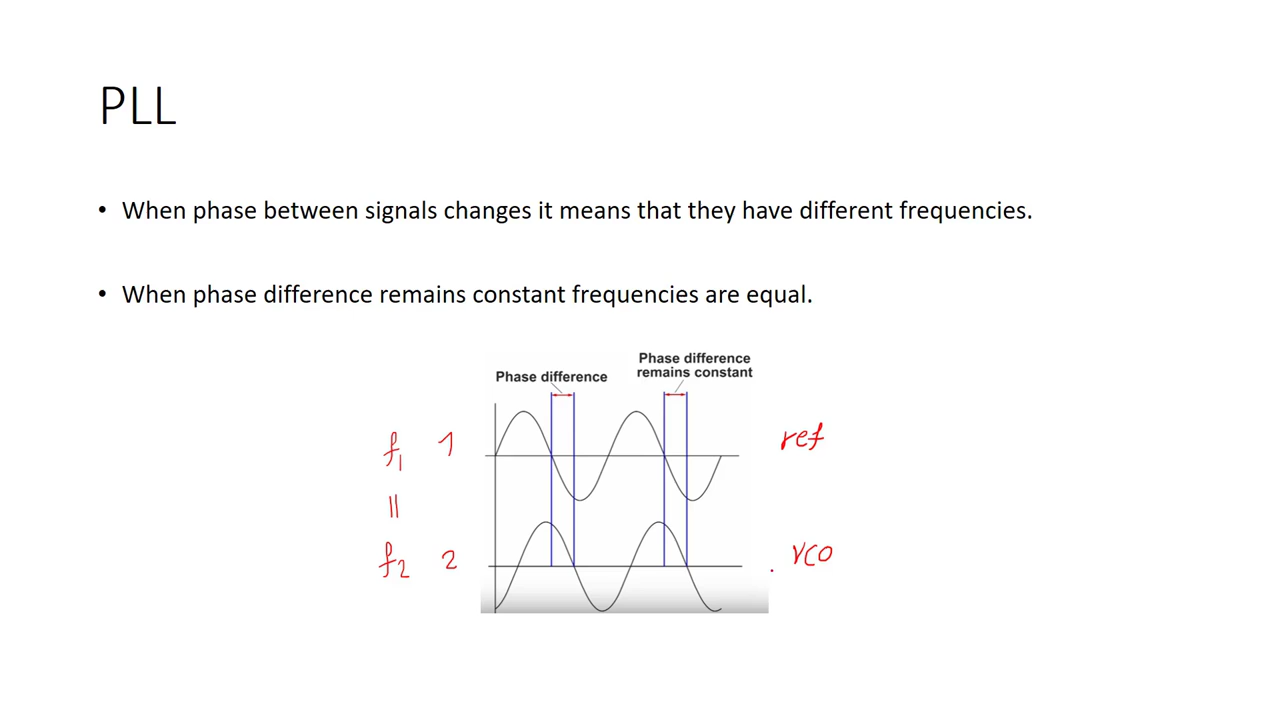 PLL
• When phase between signals changes it means that they have different frequencies.
• When phase difference remains constant frequencies are equal.
Phase difference
Phase difference
remains constant
f₁ 1
ref
=
f₂ 2
VCO